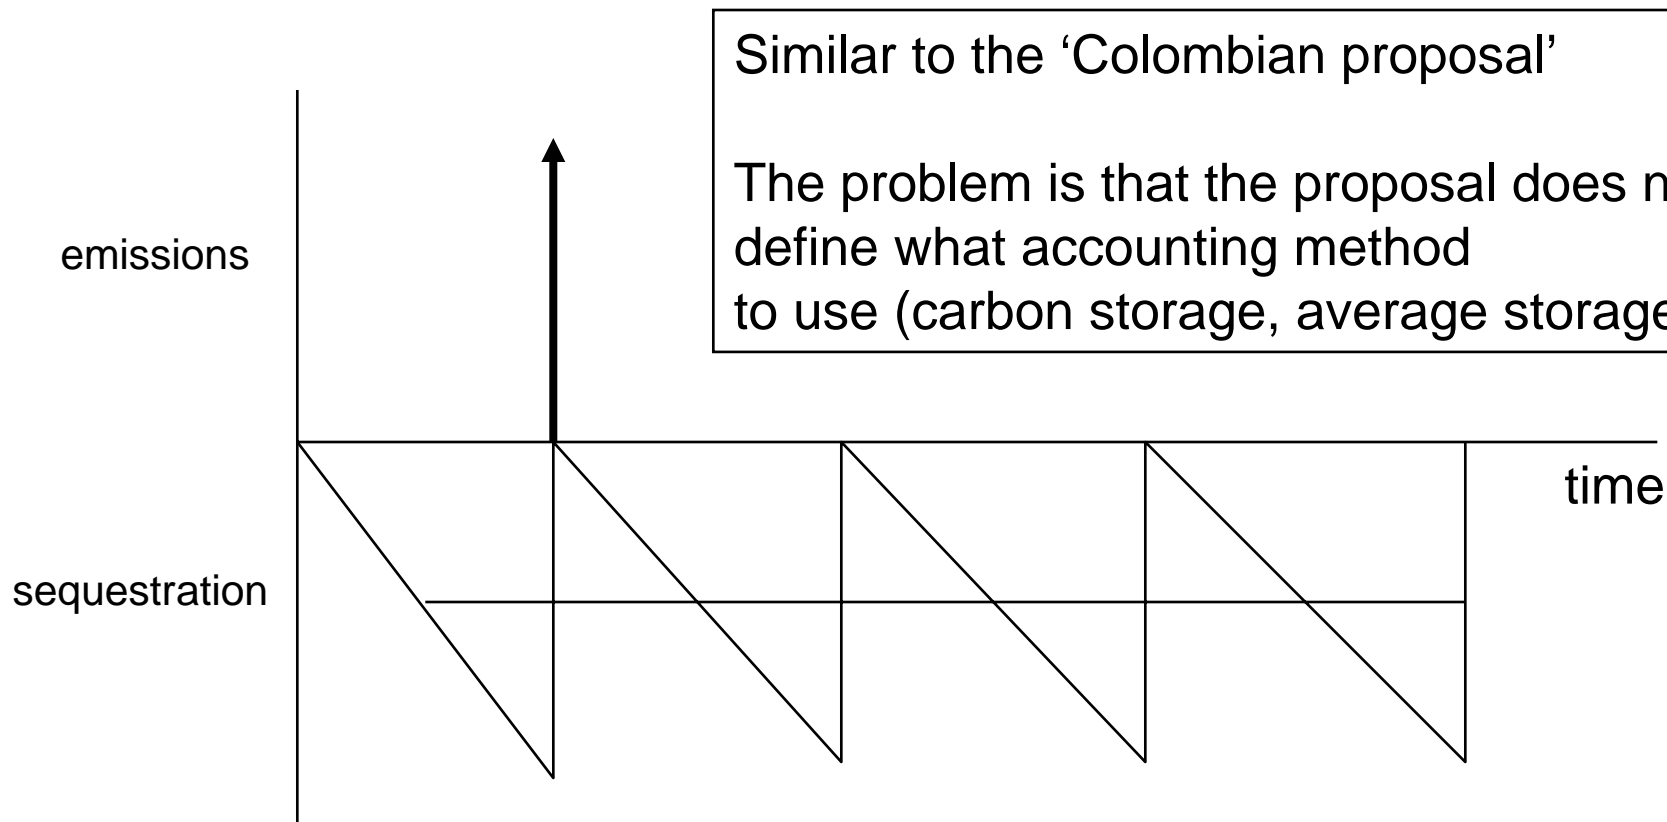 Similar to the ‘Colombian proposal’
The problem is that the proposal does
define what accounting method
to use (carbon storage, average storage
emissions
time
sequestration